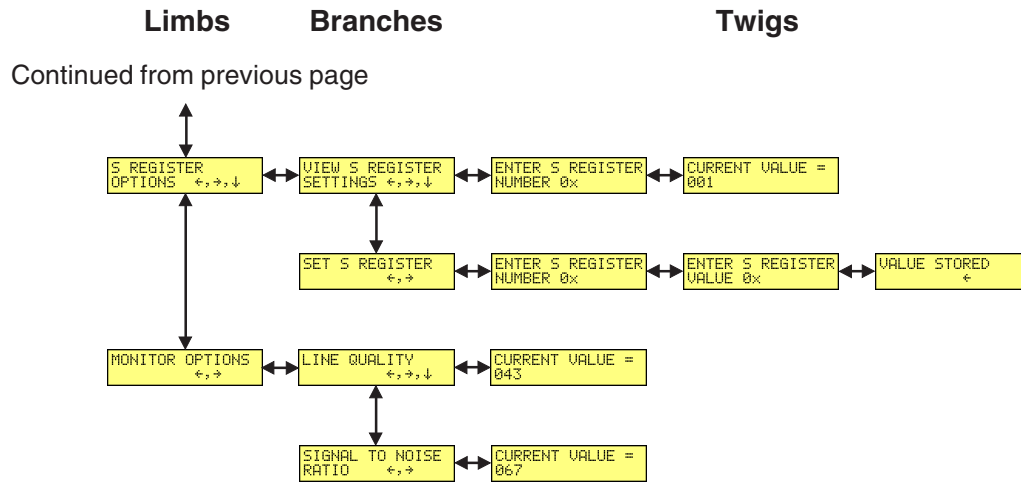 Limbs Branches Twigs
Continued from previous page
S REGISTER
OPTIONS ←,→,↓
VIEW S REGISTER
SETTINGS ←,→,↓
ENTER S REGISTER
NUMBER 0x
CURRENT VALUE =
001
SET S REGISTER
←,→
ENTER S REGISTER
NUMBER 0x
ENTER S REGISTER
VALUE 0x
VALUE STORED
←
MONITOR OPTIONS
←,→
LINE QUALITY
←,→,↓
CURRENT VALUE =
043
SIGNAL TO NOISE
RATIO ←,→
CURRENT VALUE =
067